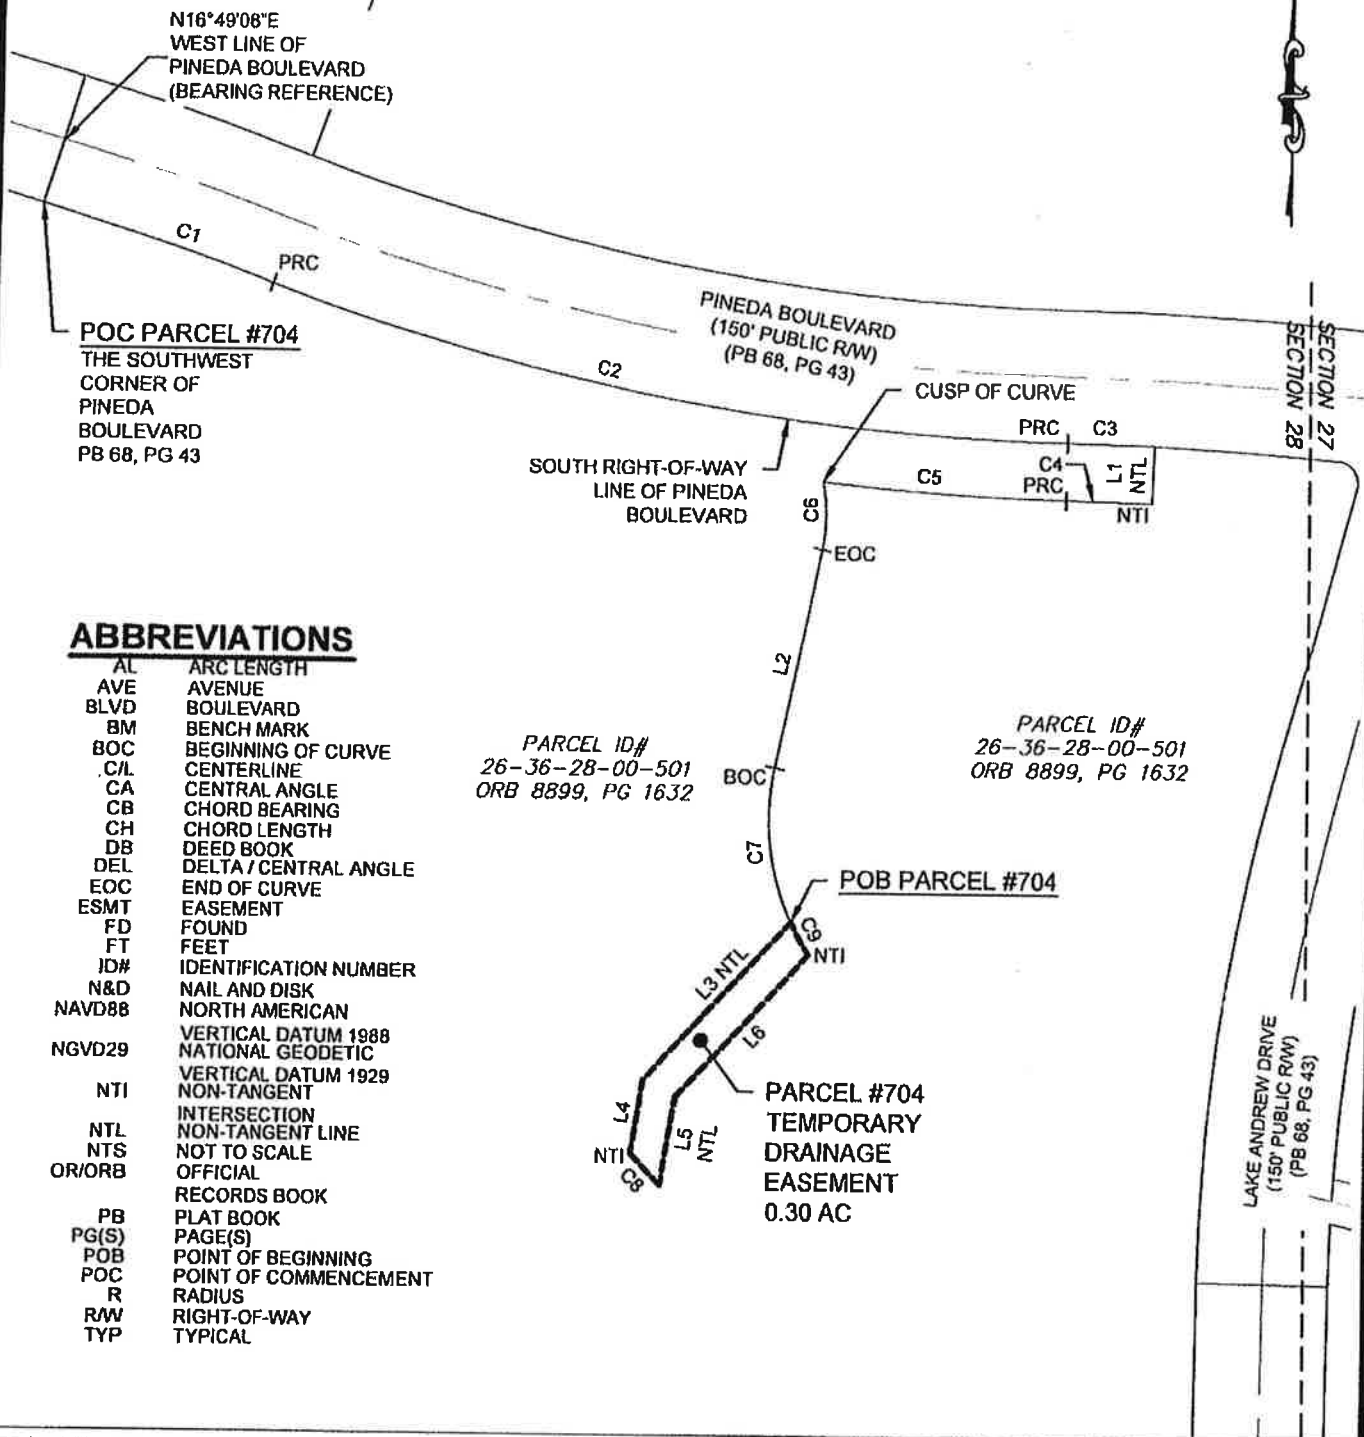 N16°49'06"E
WEST LINE OF
PINEDA BOULEVARD
(BEARING REFERENCE)
C1
PRC
POC PARCEL #704
THE SOUTHWEST
CORNER OF
PINEDA
BOULEVARD
PB 68, PG 43
C2
PINEDA BOULEVARD
(150' PUBLIC R/W)
(PB 68, PG 43)
CUSP OF CURVE
SECTION 28
SECTION 27
PRC
C3
SOUTH RIGHT-OF-WAY
LINE OF PINEDA
BOULEVARD
C5
C4
PRC
L1
NTL
NTI
C6
EOC
L2
BOC
C7
PARCEL ID#
26-36-28-00-501
ORB 8899, PG 1632
PARCEL ID#
26-36-28-00-501
ORB 8899, PG 1632
POB PARCEL #704
C9
NTI
L3 NTL
L6
L4
L5
NTL
NTI
C8
PARCEL #704
TEMPORARY
DRAINAGE
EASEMENT
0.30 AC
LAKE ANDREW DRIVE
(150' PUBLIC R/W)
(PB 68, PG 43)
ABBREVIATIONS
AL ARC LENGTH
AVE AVENUE
BLVD BOULEVARD
BM BENCH MARK
BOC BEGINNING OF CURVE
C/L CENTERLINE
CA CENTRAL ANGLE
CB CHORD BEARING
CH CHORD LENGTH
DB DEED BOOK
DEL DELTA / CENTRAL ANGLE
EOC END OF CURVE
ESMT EASEMENT
FD FOUND
FT FEET
ID# IDENTIFICATION NUMBER
N&D NAIL AND DISK
NAVD88 NORTH AMERICAN
VERTICAL DATUM 1988
NGVD29 NATIONAL GEODETIC
VERTICAL DATUM 1929
NTI NON-TANGENT
INTERSECTION
NTL NON-TANGENT LINE
NTS NOT TO SCALE
OR/ORB OFFICIAL
RECORDS BOOK
PB PLAT BOOK
PG(S) PAGE(S)
POB POINT OF BEGINNING
POC POINT OF COMMENCEMENT
R RADIUS
R/W RIGHT-OF-WAY
TYP TYPICAL